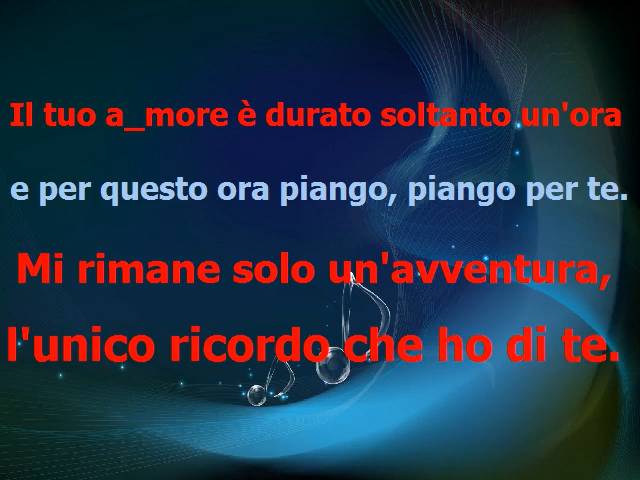 Il tuo a_more è durato soltanto un'ora
e per questo ora piango, piango per te.
Mi rimane solo un'avventura,
l'unico ricordo che ho di te.